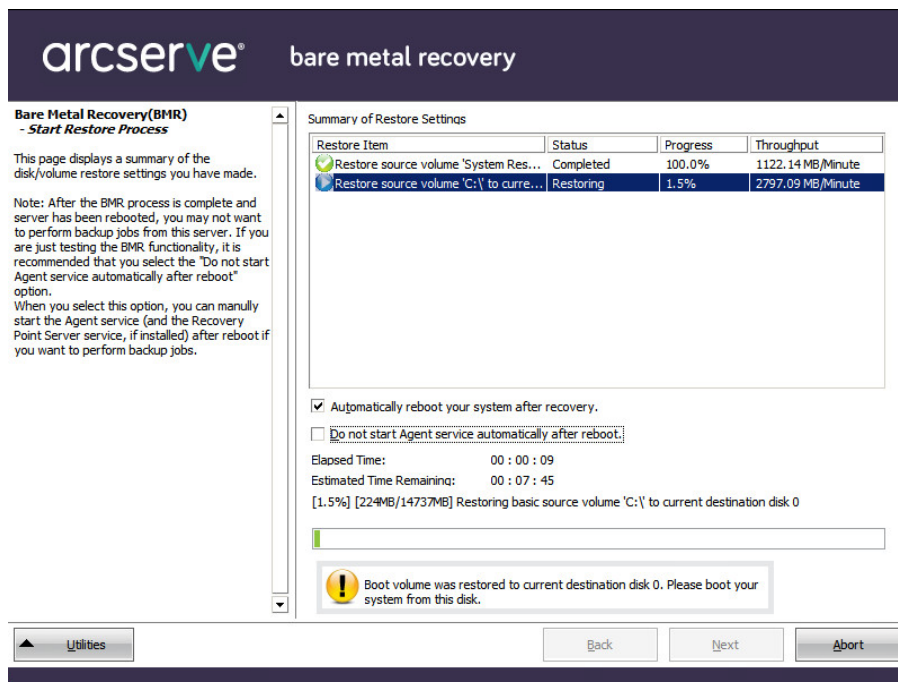 arcserve® bare metal recovery
Bare Metal Recovery(BMR)
- Start Restore Process
This page displays a summary of the
disk/volume restore settings you have made.
Note: After the BMR process is complete and
server has been rebooted, you may not want
to perform backup jobs from this server. If you
are just testing the BMR functionality, it is
recommended that you select the "Do not start
Agent service automatically after reboot"
option.
When you select this option, you can manully
start the Agent service (and the Recovery
Point Server service, if installed) after reboot if
you want to perform backup jobs.
Summary of Restore Settings
Restore Item Status Progress Throughput
Restore source volume 'System Res... Completed 100.0% 1122.14 MB/Minute
Restore source volume 'C:\' to curre... Restoring 1.5% 2797.09 MB/Minute
Automatically reboot your system after recovery.
Do not start Agent service automatically after reboot.
Elapsed Time: 00 : 00 : 09
Estimated Time Remaining: 00 : 07 : 45
[1.5%] [224MB/14737MB] Restoring basic source volume 'C:\' to current destination disk 0
Boot volume was restored to current destination disk 0. Please boot your
system from this disk.
Utilities Back Next Abort